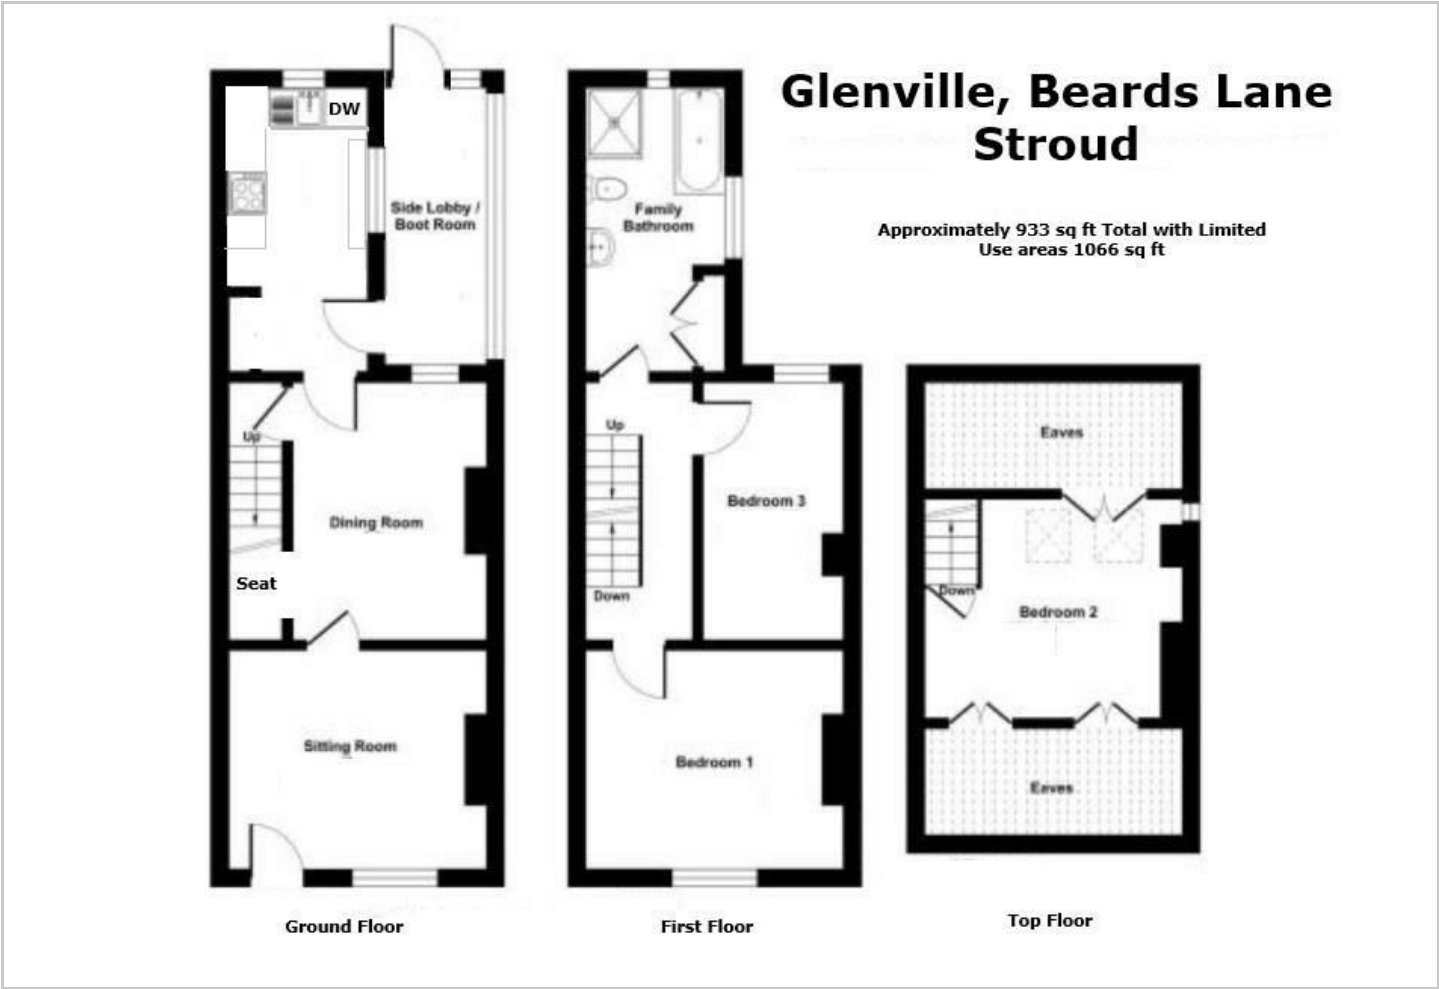 Glenville, Beards Lane
Stroud
Approximately 933 sq ft Total with Limited
Use areas 1066 sq ft
DW
Side Lobby /
Boot Room
Up
Dining Room
Seat
Sitting Room
Ground Floor
Family
Bathroom
Up
Bedroom 3
Down
Bedroom 1
First Floor
Eaves
Down
Bedroom 2
Eaves
Top Floor